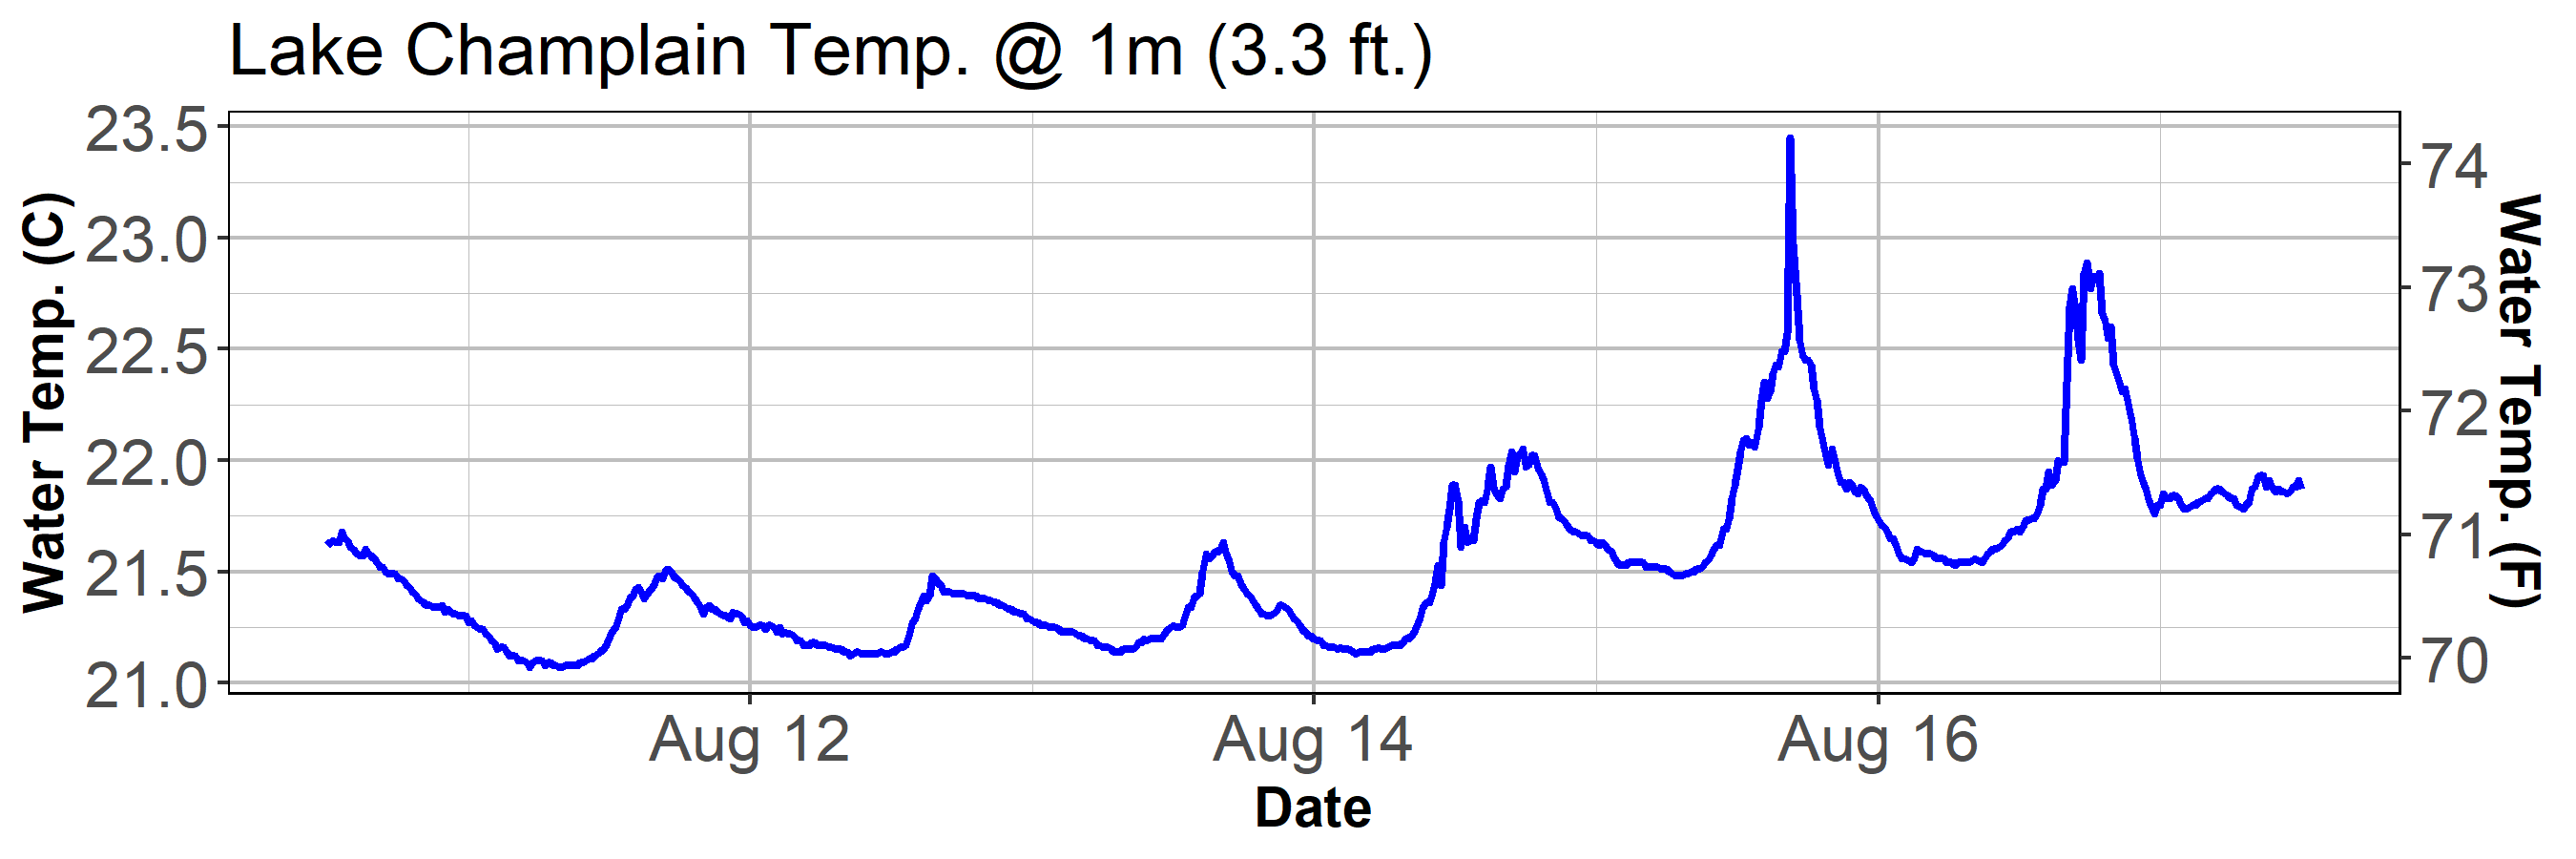 Lake Champlain Temp. @ 1m (3.3 ft.)
Water Temp. (C)
23.5
23.0
22.5
22.0
21.5
21.0
74
73
72
71
70
Water Temp. (F)
Aug 12 Aug 14 Aug 16
Date